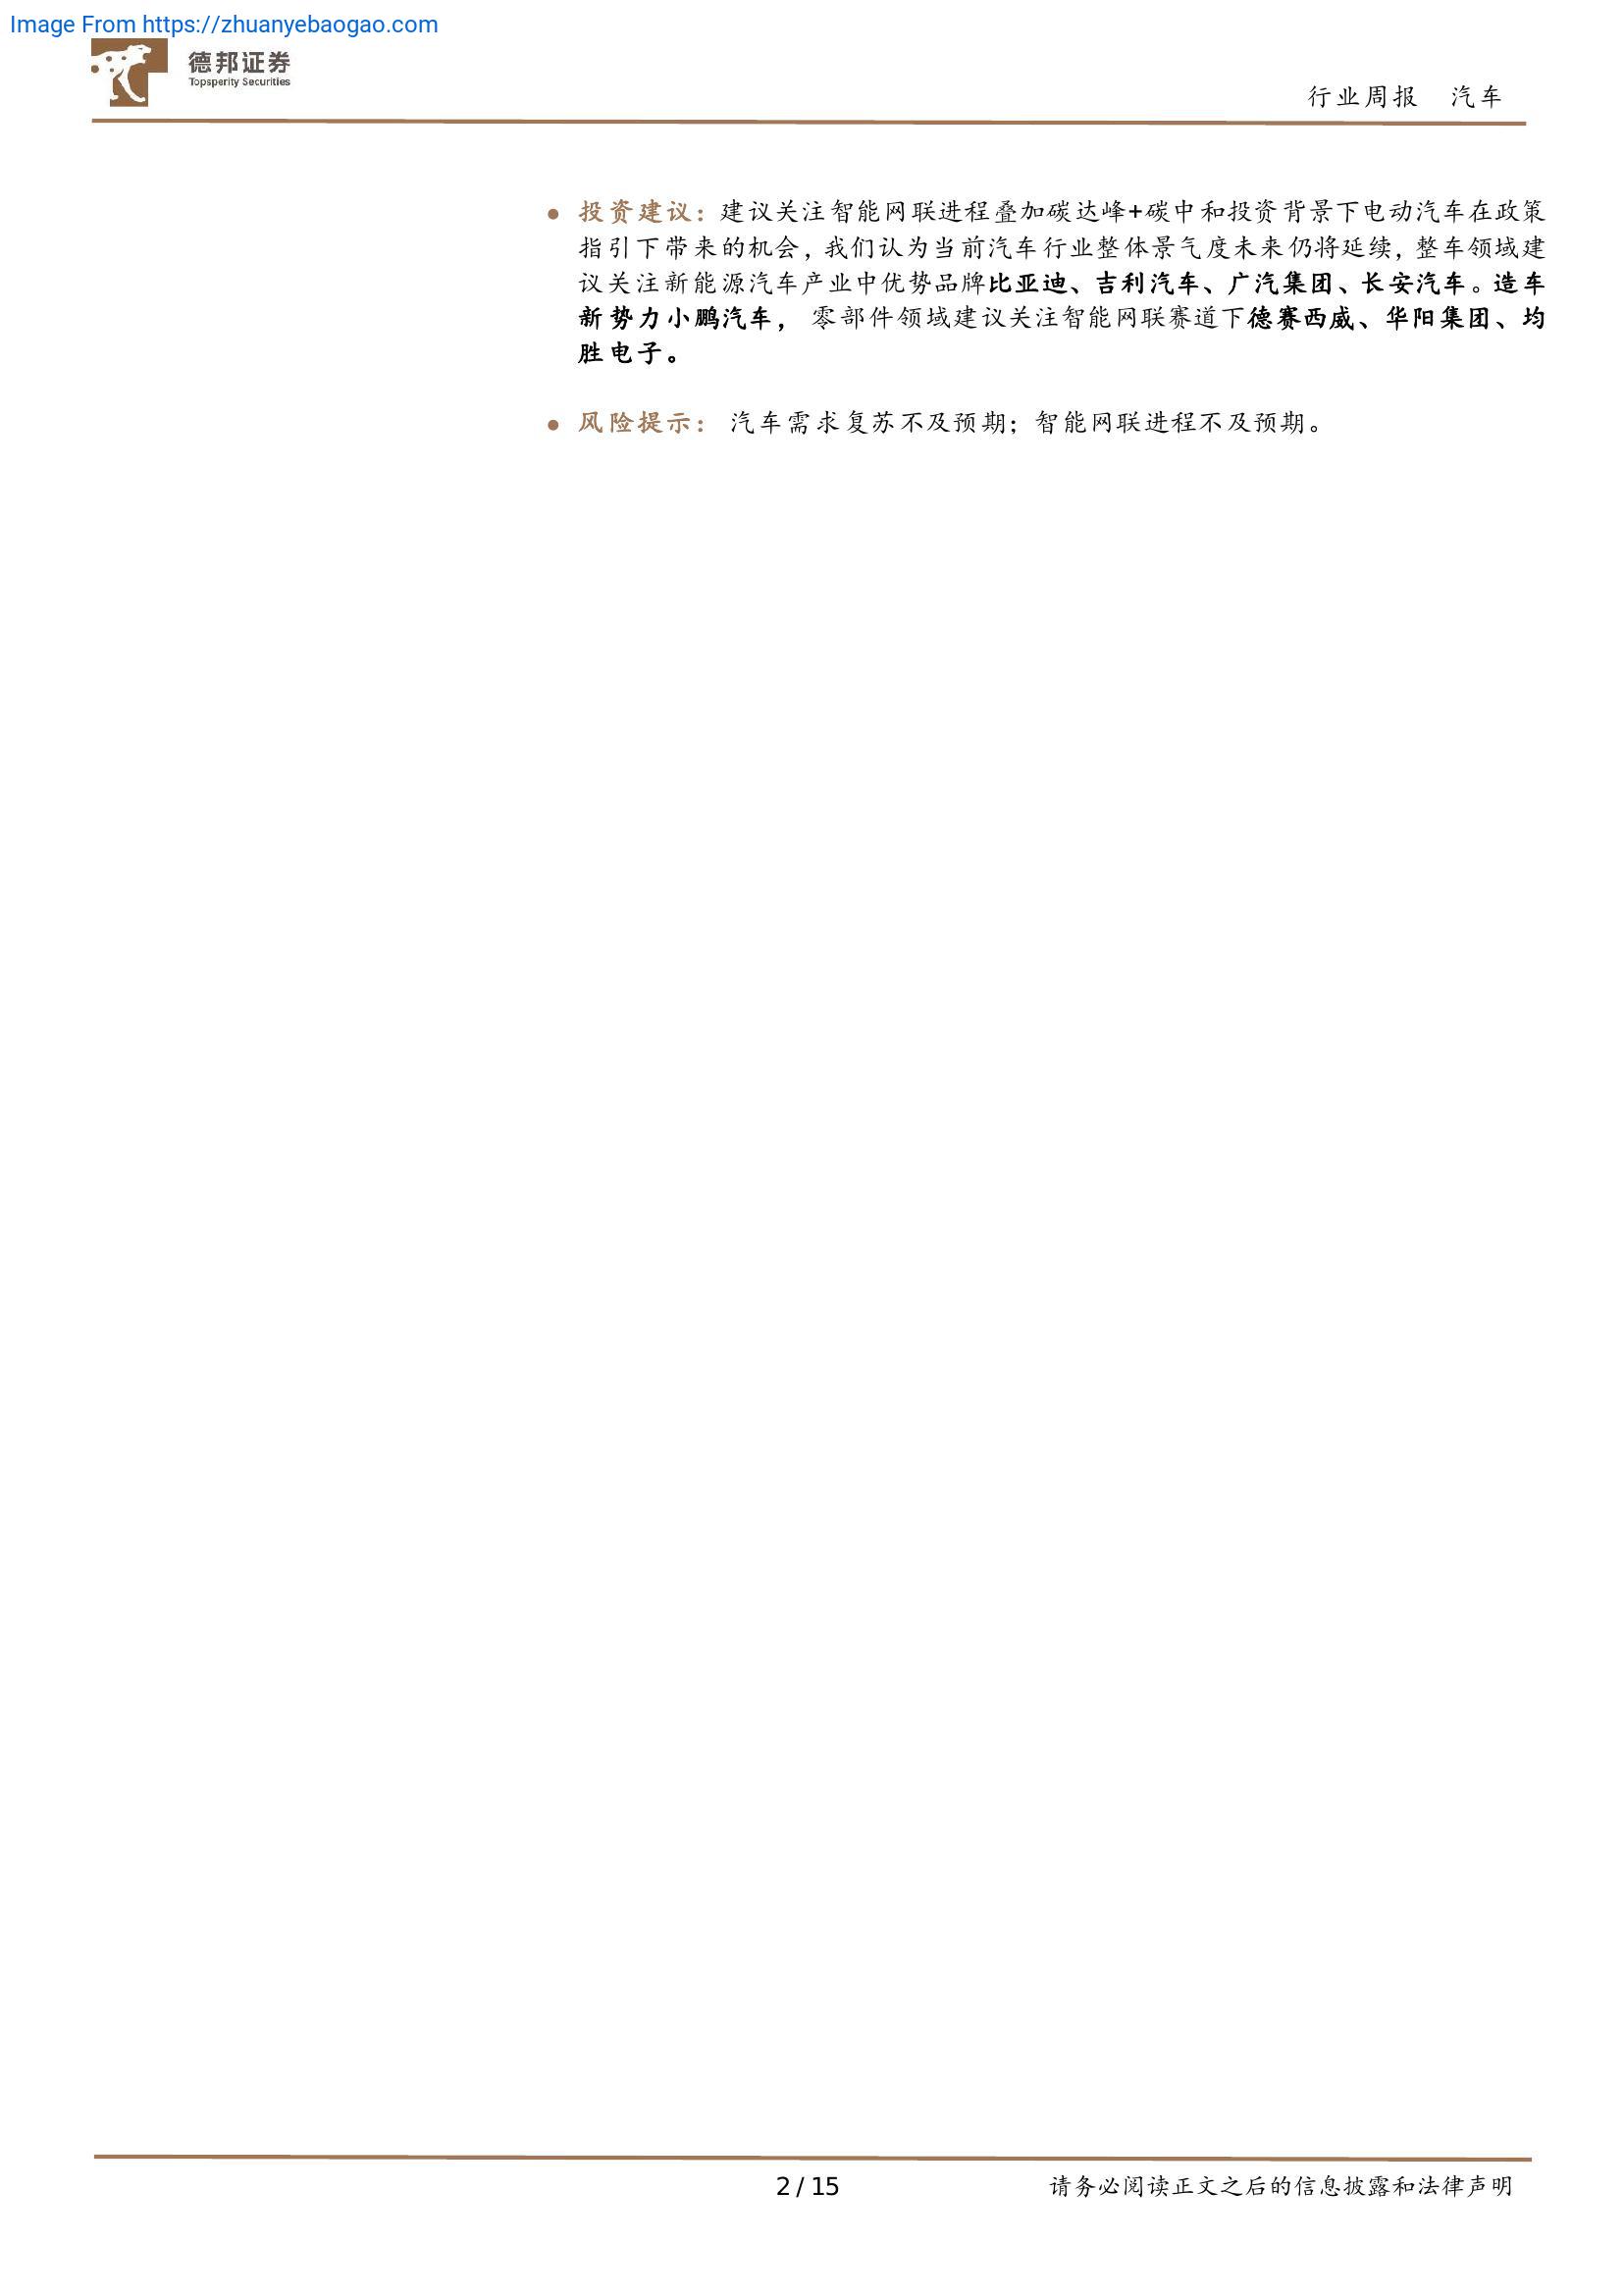 Image From https://zhuanyebaogao.com
德邦证券
Topsperity Securities
行业周报 汽车
● 投资建议：建议关注智能网联进程叠加碳达峰+碳中和投资背景下电动汽车在政策
指引下带来的机会，我们认为当前汽车行业整体景气度未来仍将延续，整车领域建
议关注新能源汽车产业中优势品牌比亚迪、吉利汽车、广汽集团、长安汽车。造车
新势力小鹏汽车， 零部件领域建议关注智能网联赛道下德赛西威、华阳集团、均
胜电子。
● 风险提示： 汽车需求复苏不及预期；智能网联进程不及预期。
2 / 15
请务必阅读正文之后的信息披露和法律声明